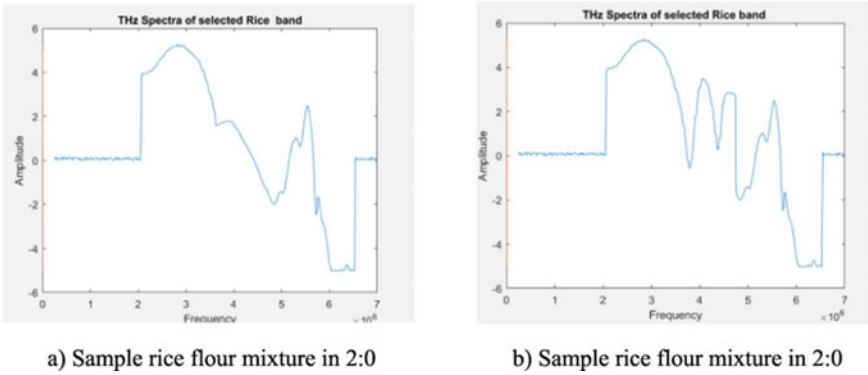 THz Spectra of selected Rice band
6
4
2
0
-2
-4
-6
Amplitude
0 1 2 3 4 5 6 7
Frequency
×10⁶
a) Sample rice flour mixture in 2:0
THz Spectra of selected Rice band
6
4
2
0
-2
-4
-6
Amplitude
0 1 2 3 4 5 6 7
Frequency
×10⁶
b) Sample rice flour mixture in 2:0